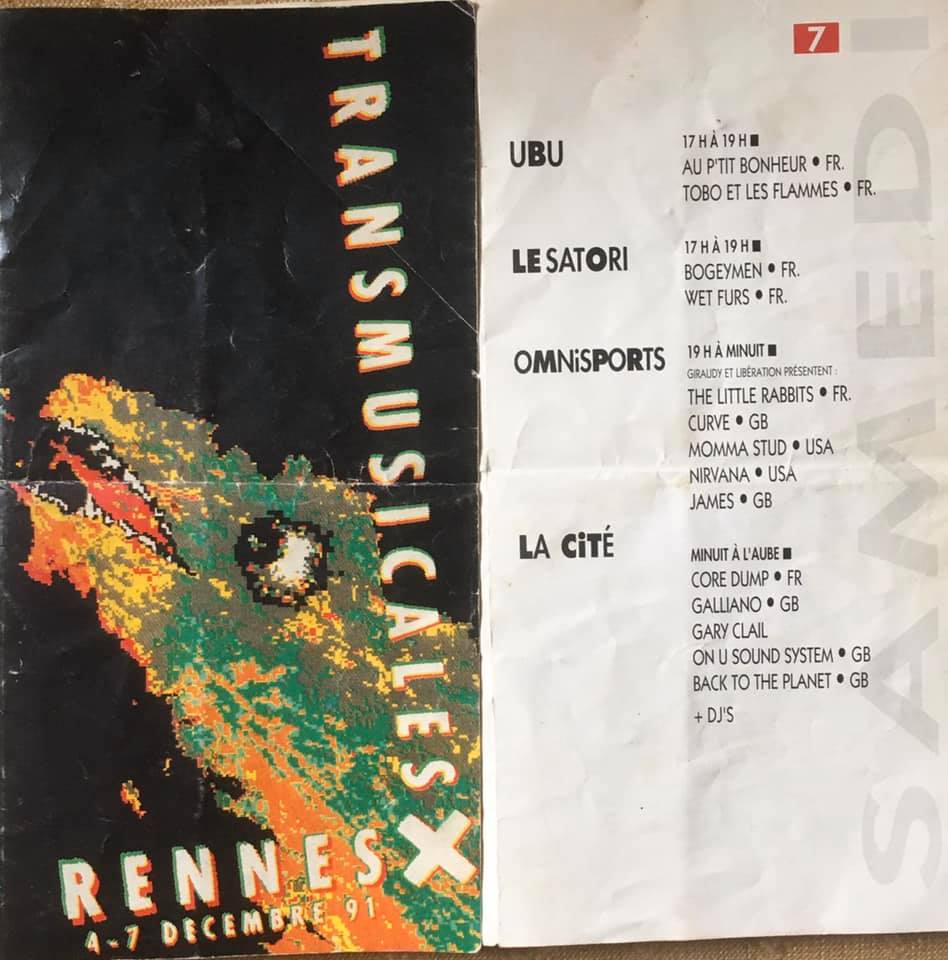 TRANSMUSICALES
RENNES X
4-7 DECEMBRE 91
7
SAMEDI
UBU
17 H À 19 H ■
AU P'TIT BONHEUR • FR.
TOBO ET LES FLAMMES • FR.
LE SATORI
17 H À 19 H ■
BOGEYMEN • FR.
WET FURS • FR.
OMNiSPORTS
19 H À MINUIT ■
GIRAUDY ET LIBÉRATION PRÉSENTENT :
THE LITTLE RABBITS • FR.
CURVE • GB
MOMMA STUD • USA
NIRVANA • USA
JAMES • GB
LA CiTÉ
MINUIT À L'AUBE ■
CORE DUMP • FR
GALLIANO • GB
GARY CLAIL
ON U SOUND SYSTEM • GB
BACK TO THE PLANET • GB
+ DJ'S